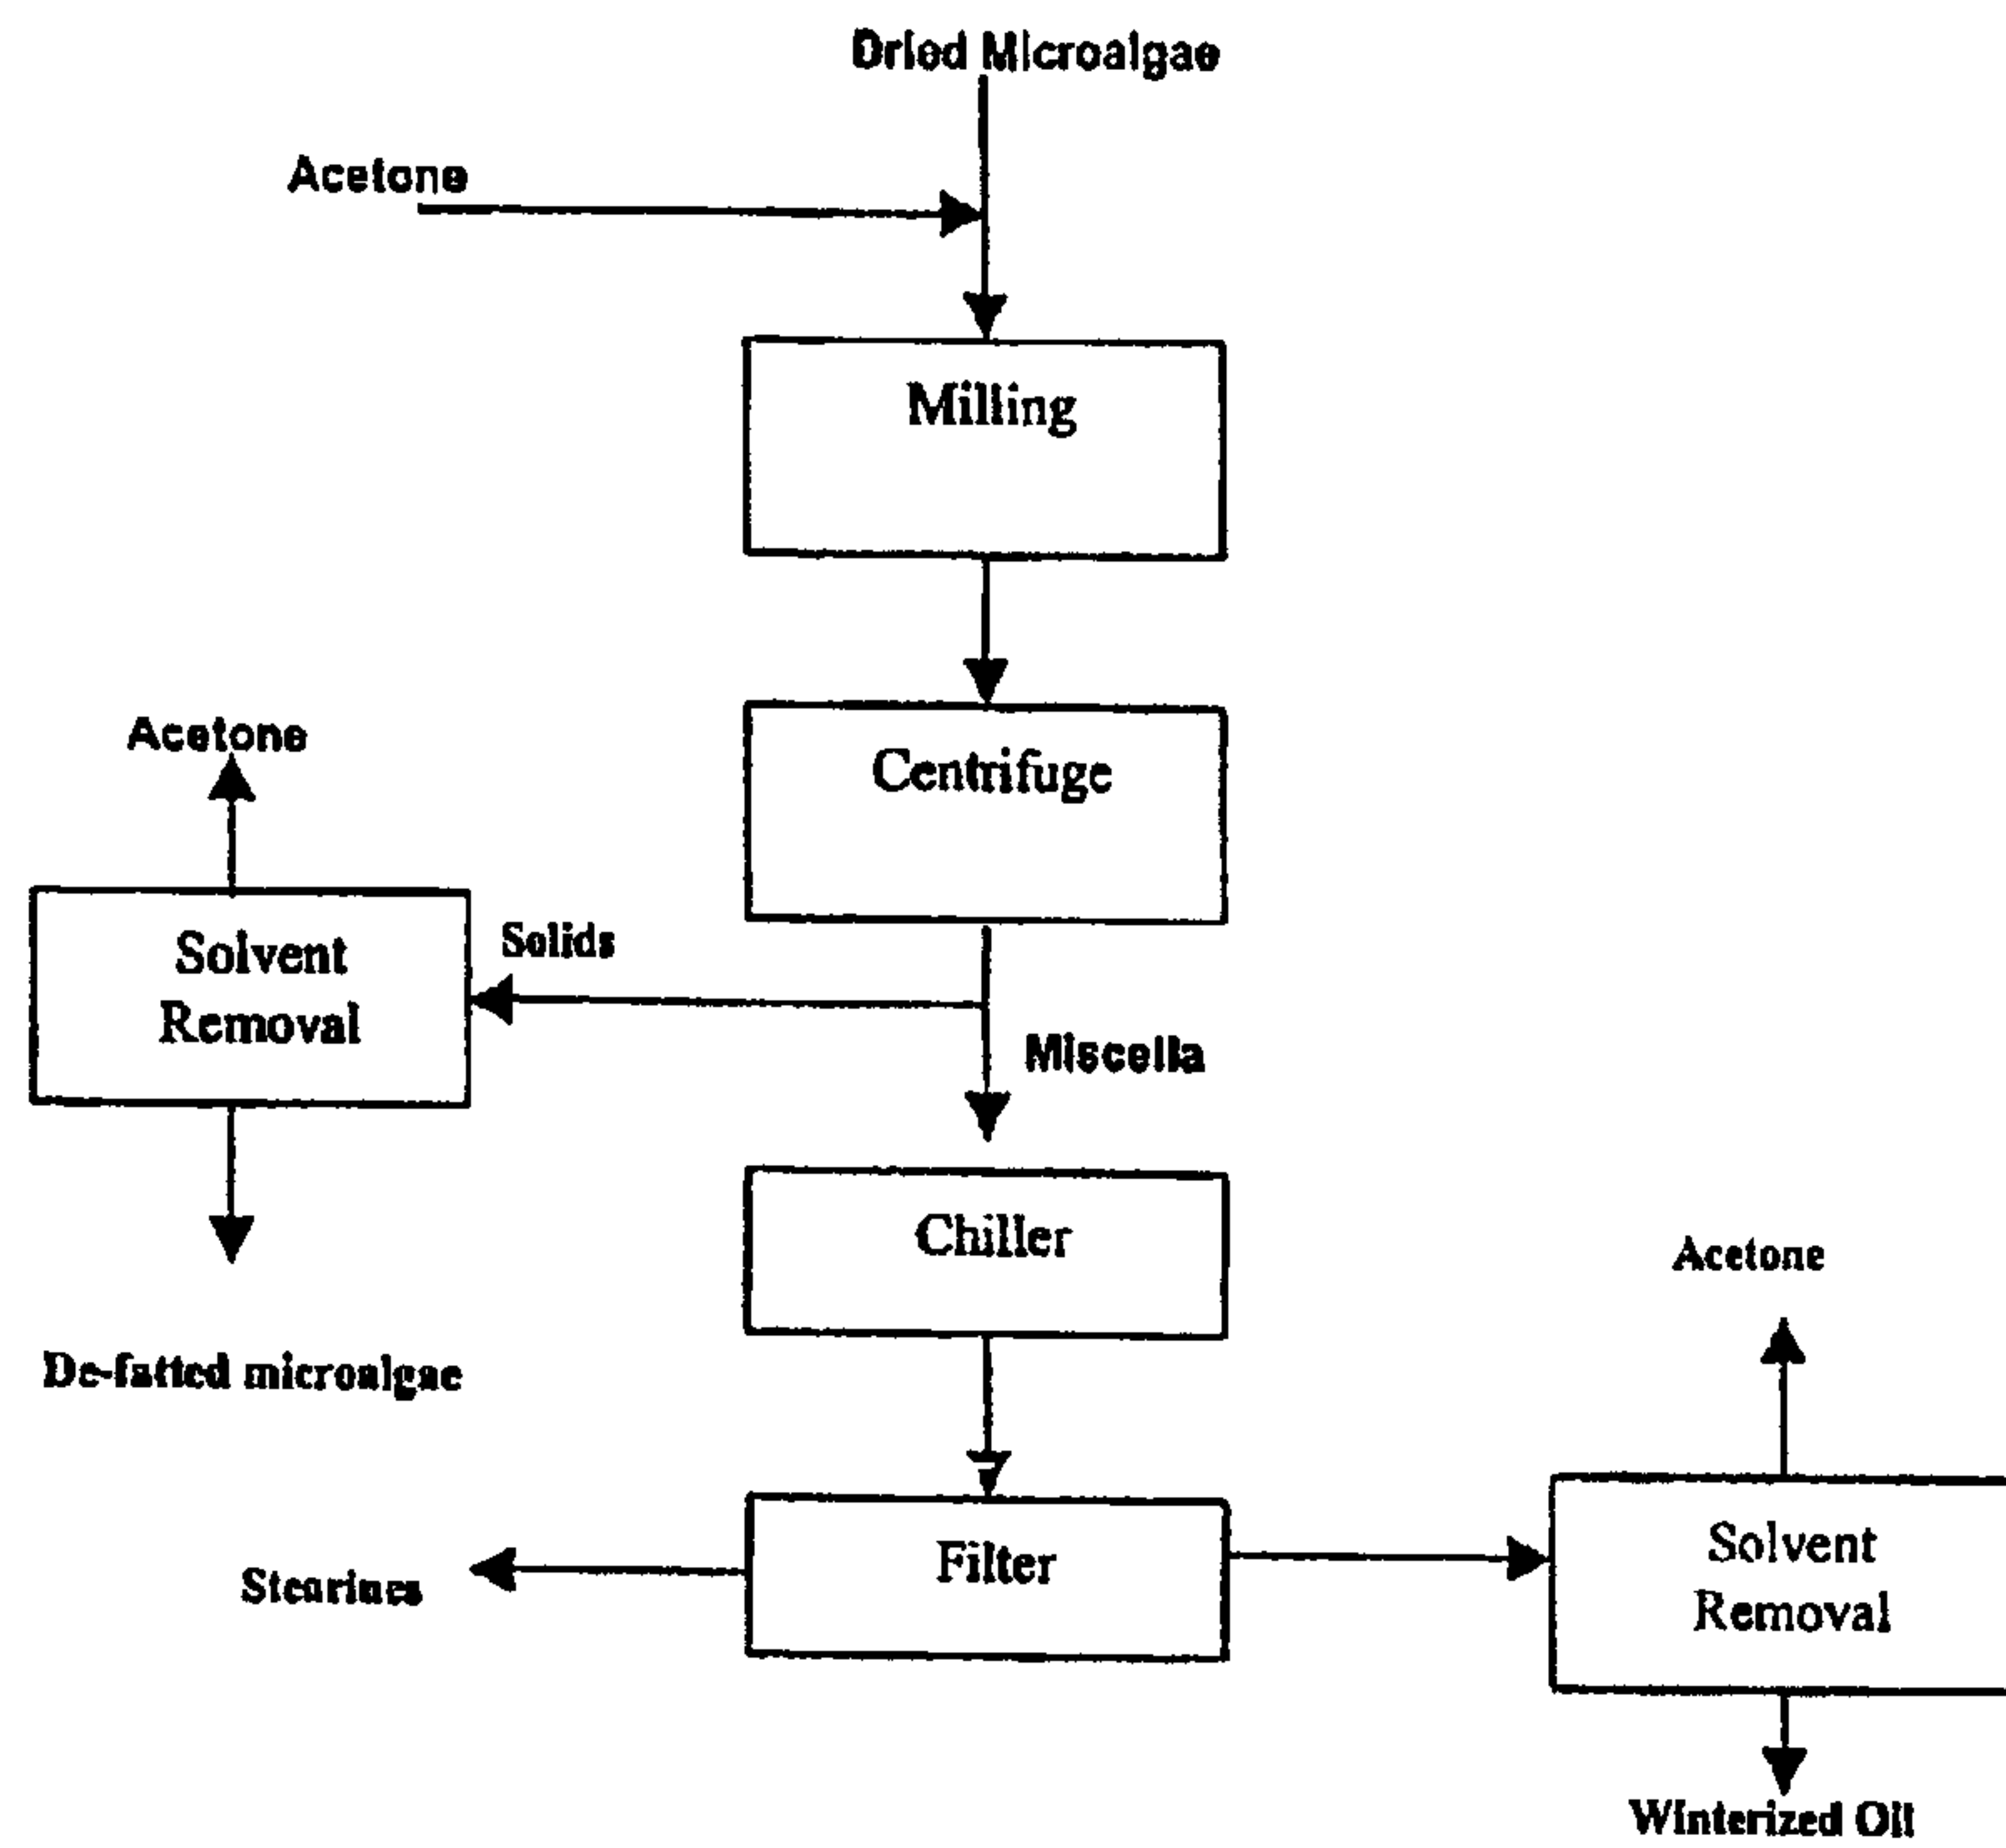 Dried Microalgae
Acetone
Milling
Centrifuge
Acetone
Solvent
Removal
Solids
Miscella
Chiller
Acetone
De-fatted microalgae
Filter
Stearines
Solvent
Removal
Winterized Oil